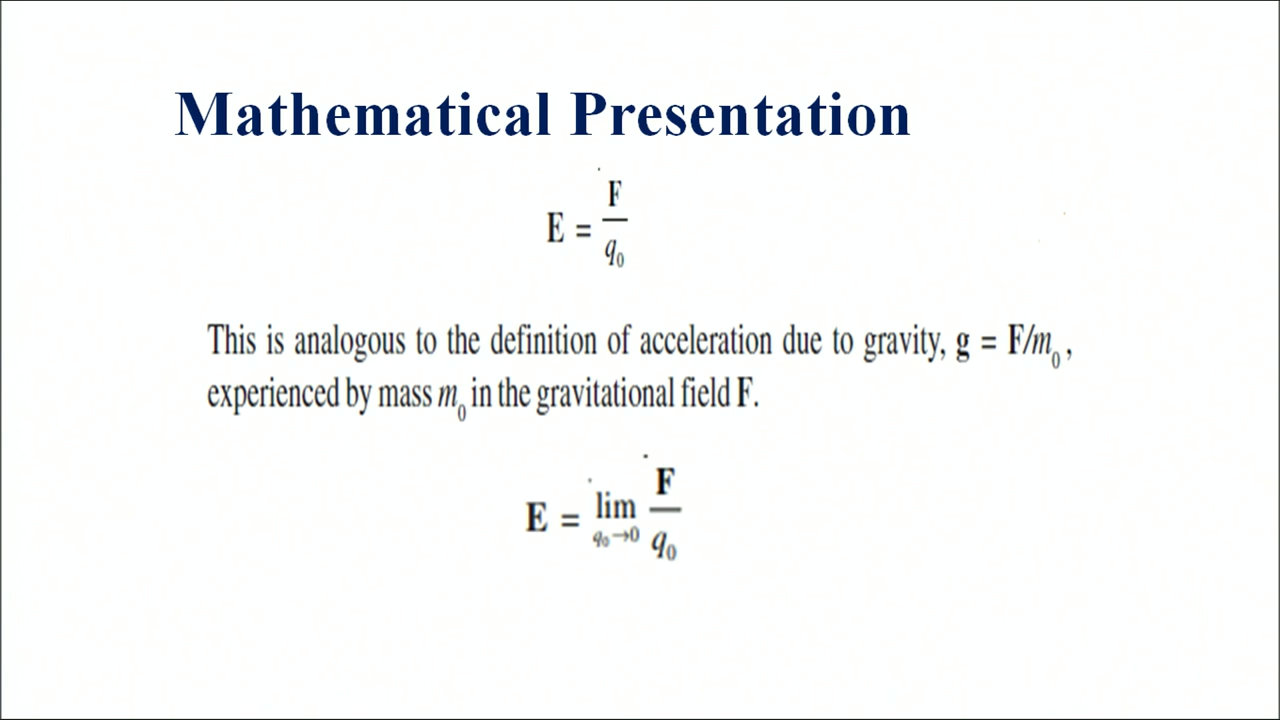 Mathematical Presentation
E = F/q₀
This is analogous to the definition of acceleration due to gravity, g = F/m₀,
experienced by mass m₀ in the gravitational field F.
E = lim q₀→0 F/q₀